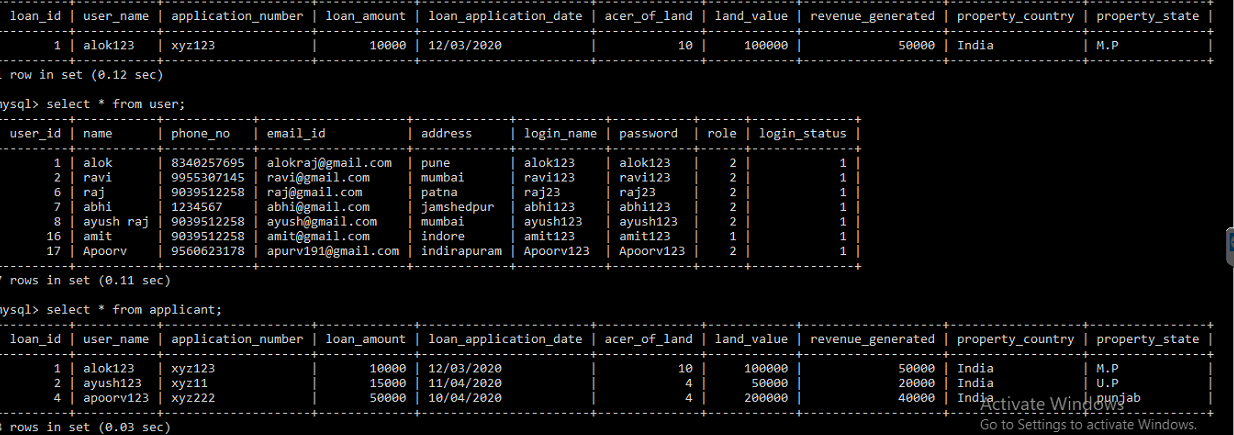 loan_id | user_name | application_number | loan_amount | loan_application_date | acer_of_land | land_value | revenue_generated | property_country | property_state |
1 | alok123 | xyz123 | 10000 | 12/03/2020 | 10 | 100000 | 50000 | India | M.P |
row in set (0.12 sec)
mysql> select * from user;
user_id | name | phone_no | email_id | address | login_name | password | role | login_status |
1 | alok | 8340257695 | alokraj@gmail.com | pune | alok123 | alok123 | 2 | 1 |
2 | ravi | 9955307145 | ravi@gmail.com | mumbai | ravi123 | ravi123 | 2 | 1 |
6 | raj | 9039512258 | raj@gmail.com | patna | raj23 | raj23 | 2 | 1 |
7 | abhi | 1234567 | abhi@gmail.com | jamshedpur | abhi123 | abhi123 | 2 | 1 |
8 | ayush raj | 9039512258 | ayush@gmail.com | mumbai | ayush123 | ayush123 | 2 | 1 |
16 | amit | 9039512258 | amit@gmail.com | indore | amit123 | amit123 | 1 | 1 |
17 | Apoorv | 9560623178 | apurv191@gmail.com | indirapuram | Apoorv123 | Apoorv123 | 2 | 1 |
7 rows in set (0.11 sec)
mysql> select * from applicant;
loan_id | user_name | application_number | loan_amount | loan_application_date | acer_of_land | land_value | revenue_generated | property_country | property_state |
1 | alok123 | xyz123 | 10000 | 12/03/2020 | 10 | 100000 | 50000 | India | M.P |
2 | ayush123 | xyz11 | 15000 | 11/04/2020 | 4 | 50000 | 20000 | India | U.P |
4 | apoorv123 | xyz222 | 50000 | 10/04/2020 | 4 | 200000 | 40000 | India | punjab |
3 rows in set (0.03 sec)
Activate Windows
Go to Settings to activate Windows.